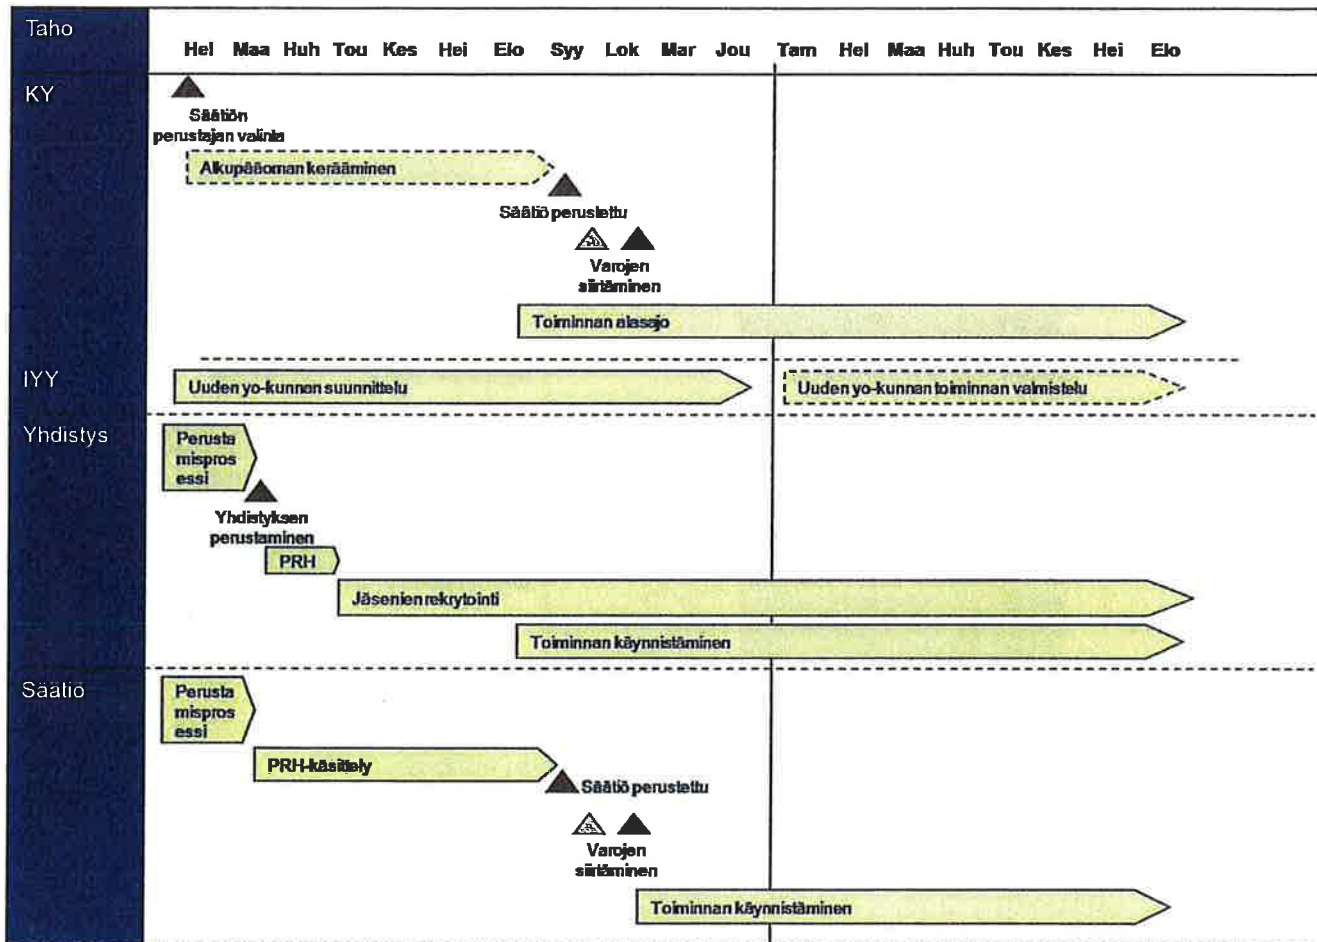 Taho
Hel Maa Huh Tou Kes Hei Elo Syy Lok Mar Jou Tam Hel Maa Huh Tou Kes Hei Elo
KY
Säätiön
perustajan valinta
Alkupääoman kerääminen
Säätiö perustettu
Varojen
siirtäminen
Toiminnan alasajo
IYY
Uuden yo-kunnan suunnittelu
Uuden yo-kunnan toiminnan valmistelu
Yhdistys
Perusta
mispros
essi
Yhdistyksen
perustaminen
PRH
Jäsenien rekrytointi
Toiminnan käynnistäminen
Säätiö
Perusta
mispros
essi
PRH-käsittely
Säätiö perustettu
Varojen
siirtäminen
Toiminnan käynnistäminen